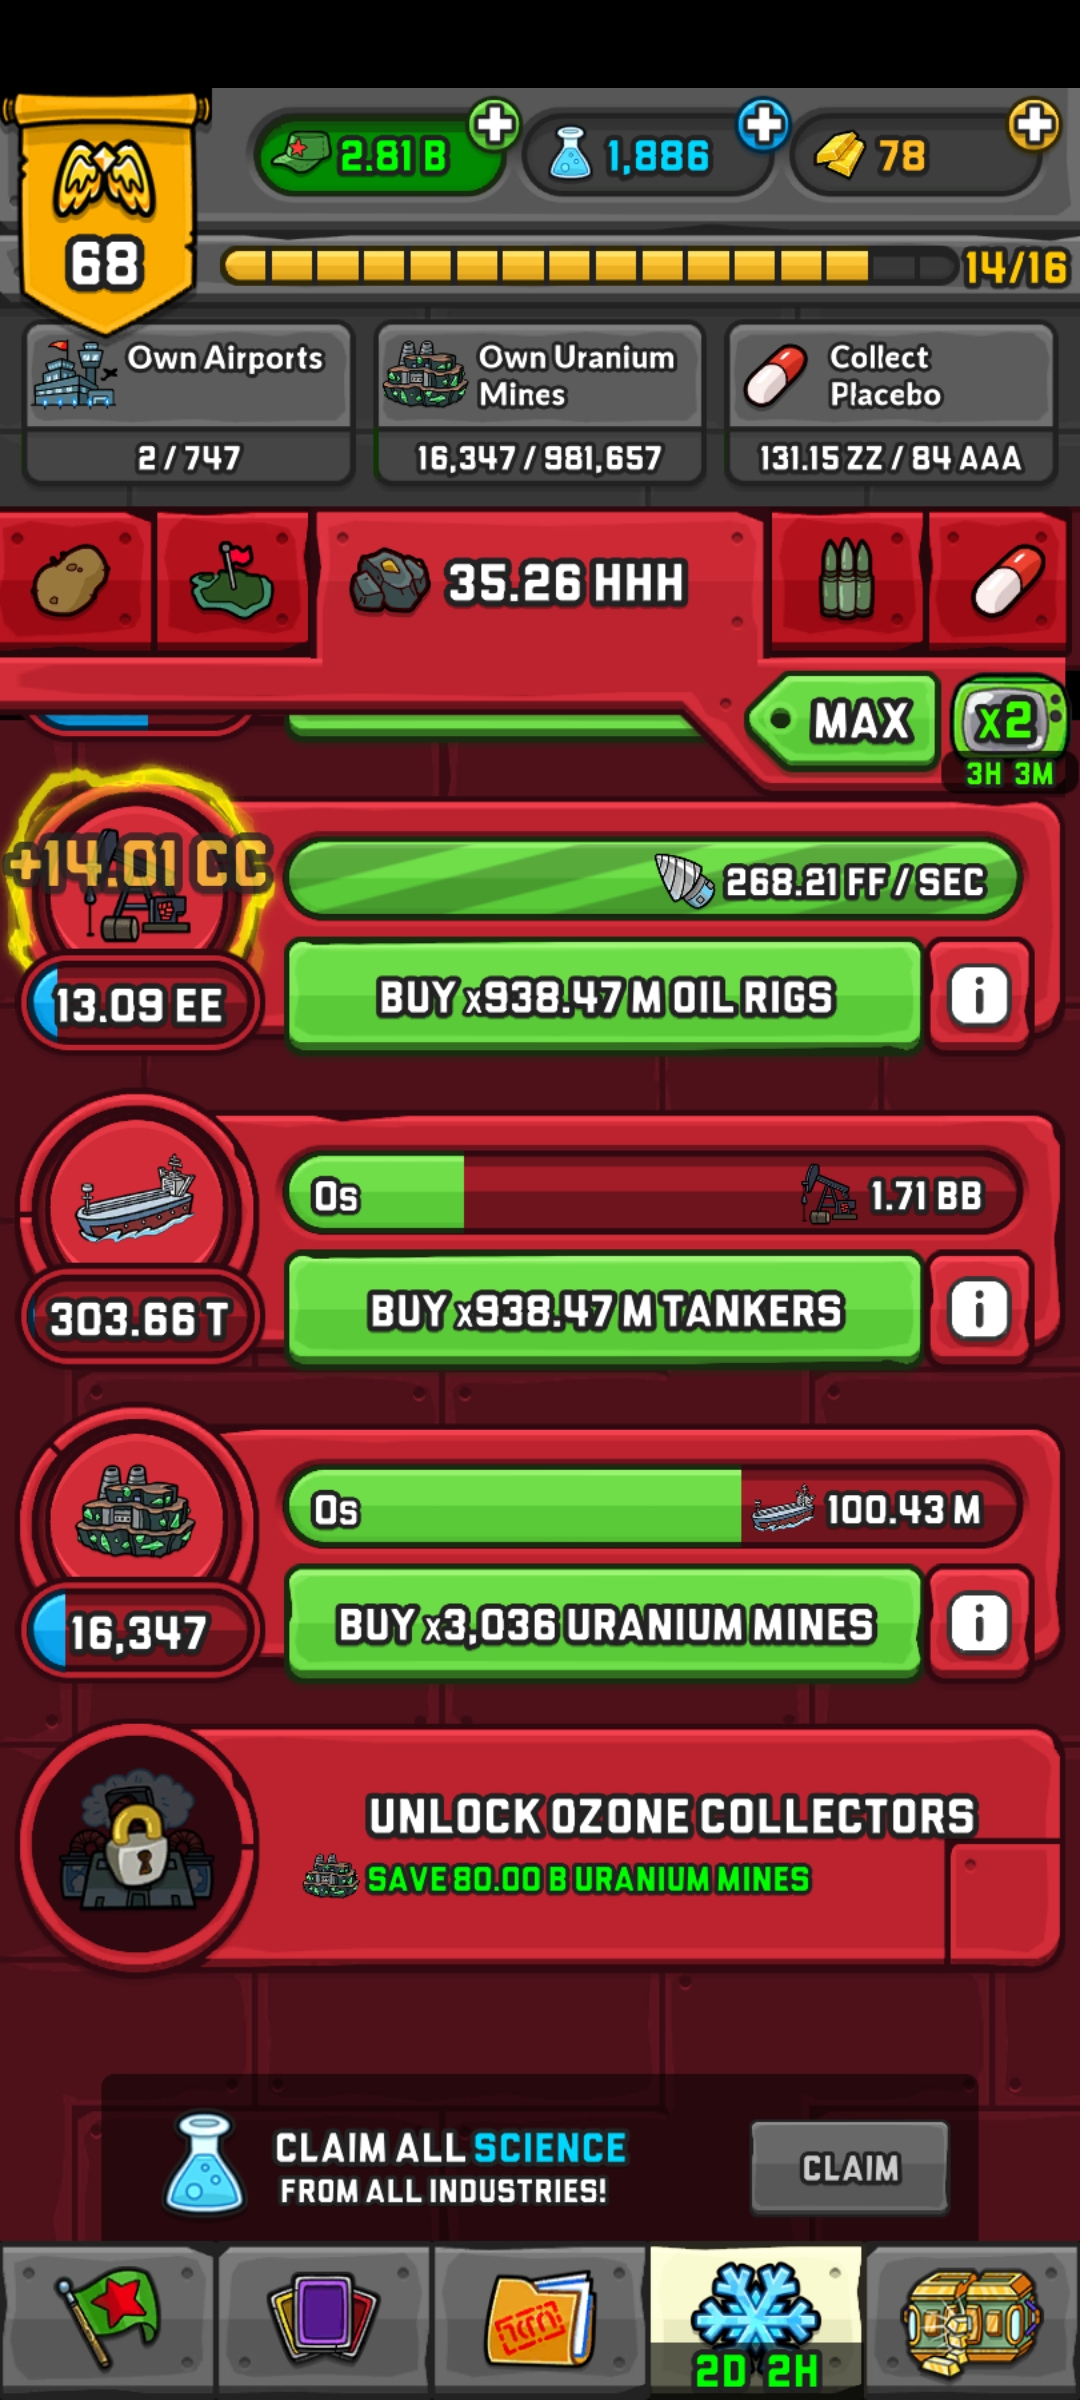 2.81 B
1,886
78
68
14/16
Own Airports
2 / 747
Own Uranium
Mines
16,347 / 981,657
Collect
Placebo
131.15 ZZ / 84 AAA
35.26 HHH
MAX
x2
3H 3M
+14.01 CC
268.21 FF / SEC
13.09 EE
BUY x938.47 M OIL RIGS
i
0s
1.71 BB
303.66 T
BUY x938.47 M TANKERS
i
0s
100.43 M
16,347
BUY x3,036 URANIUM MINES
i
UNLOCK OZONE COLLECTORS
SAVE 80.00 B URANIUM MINES
CLAIM ALL SCIENCE
FROM ALL INDUSTRIES!
CLAIM
2D 2H